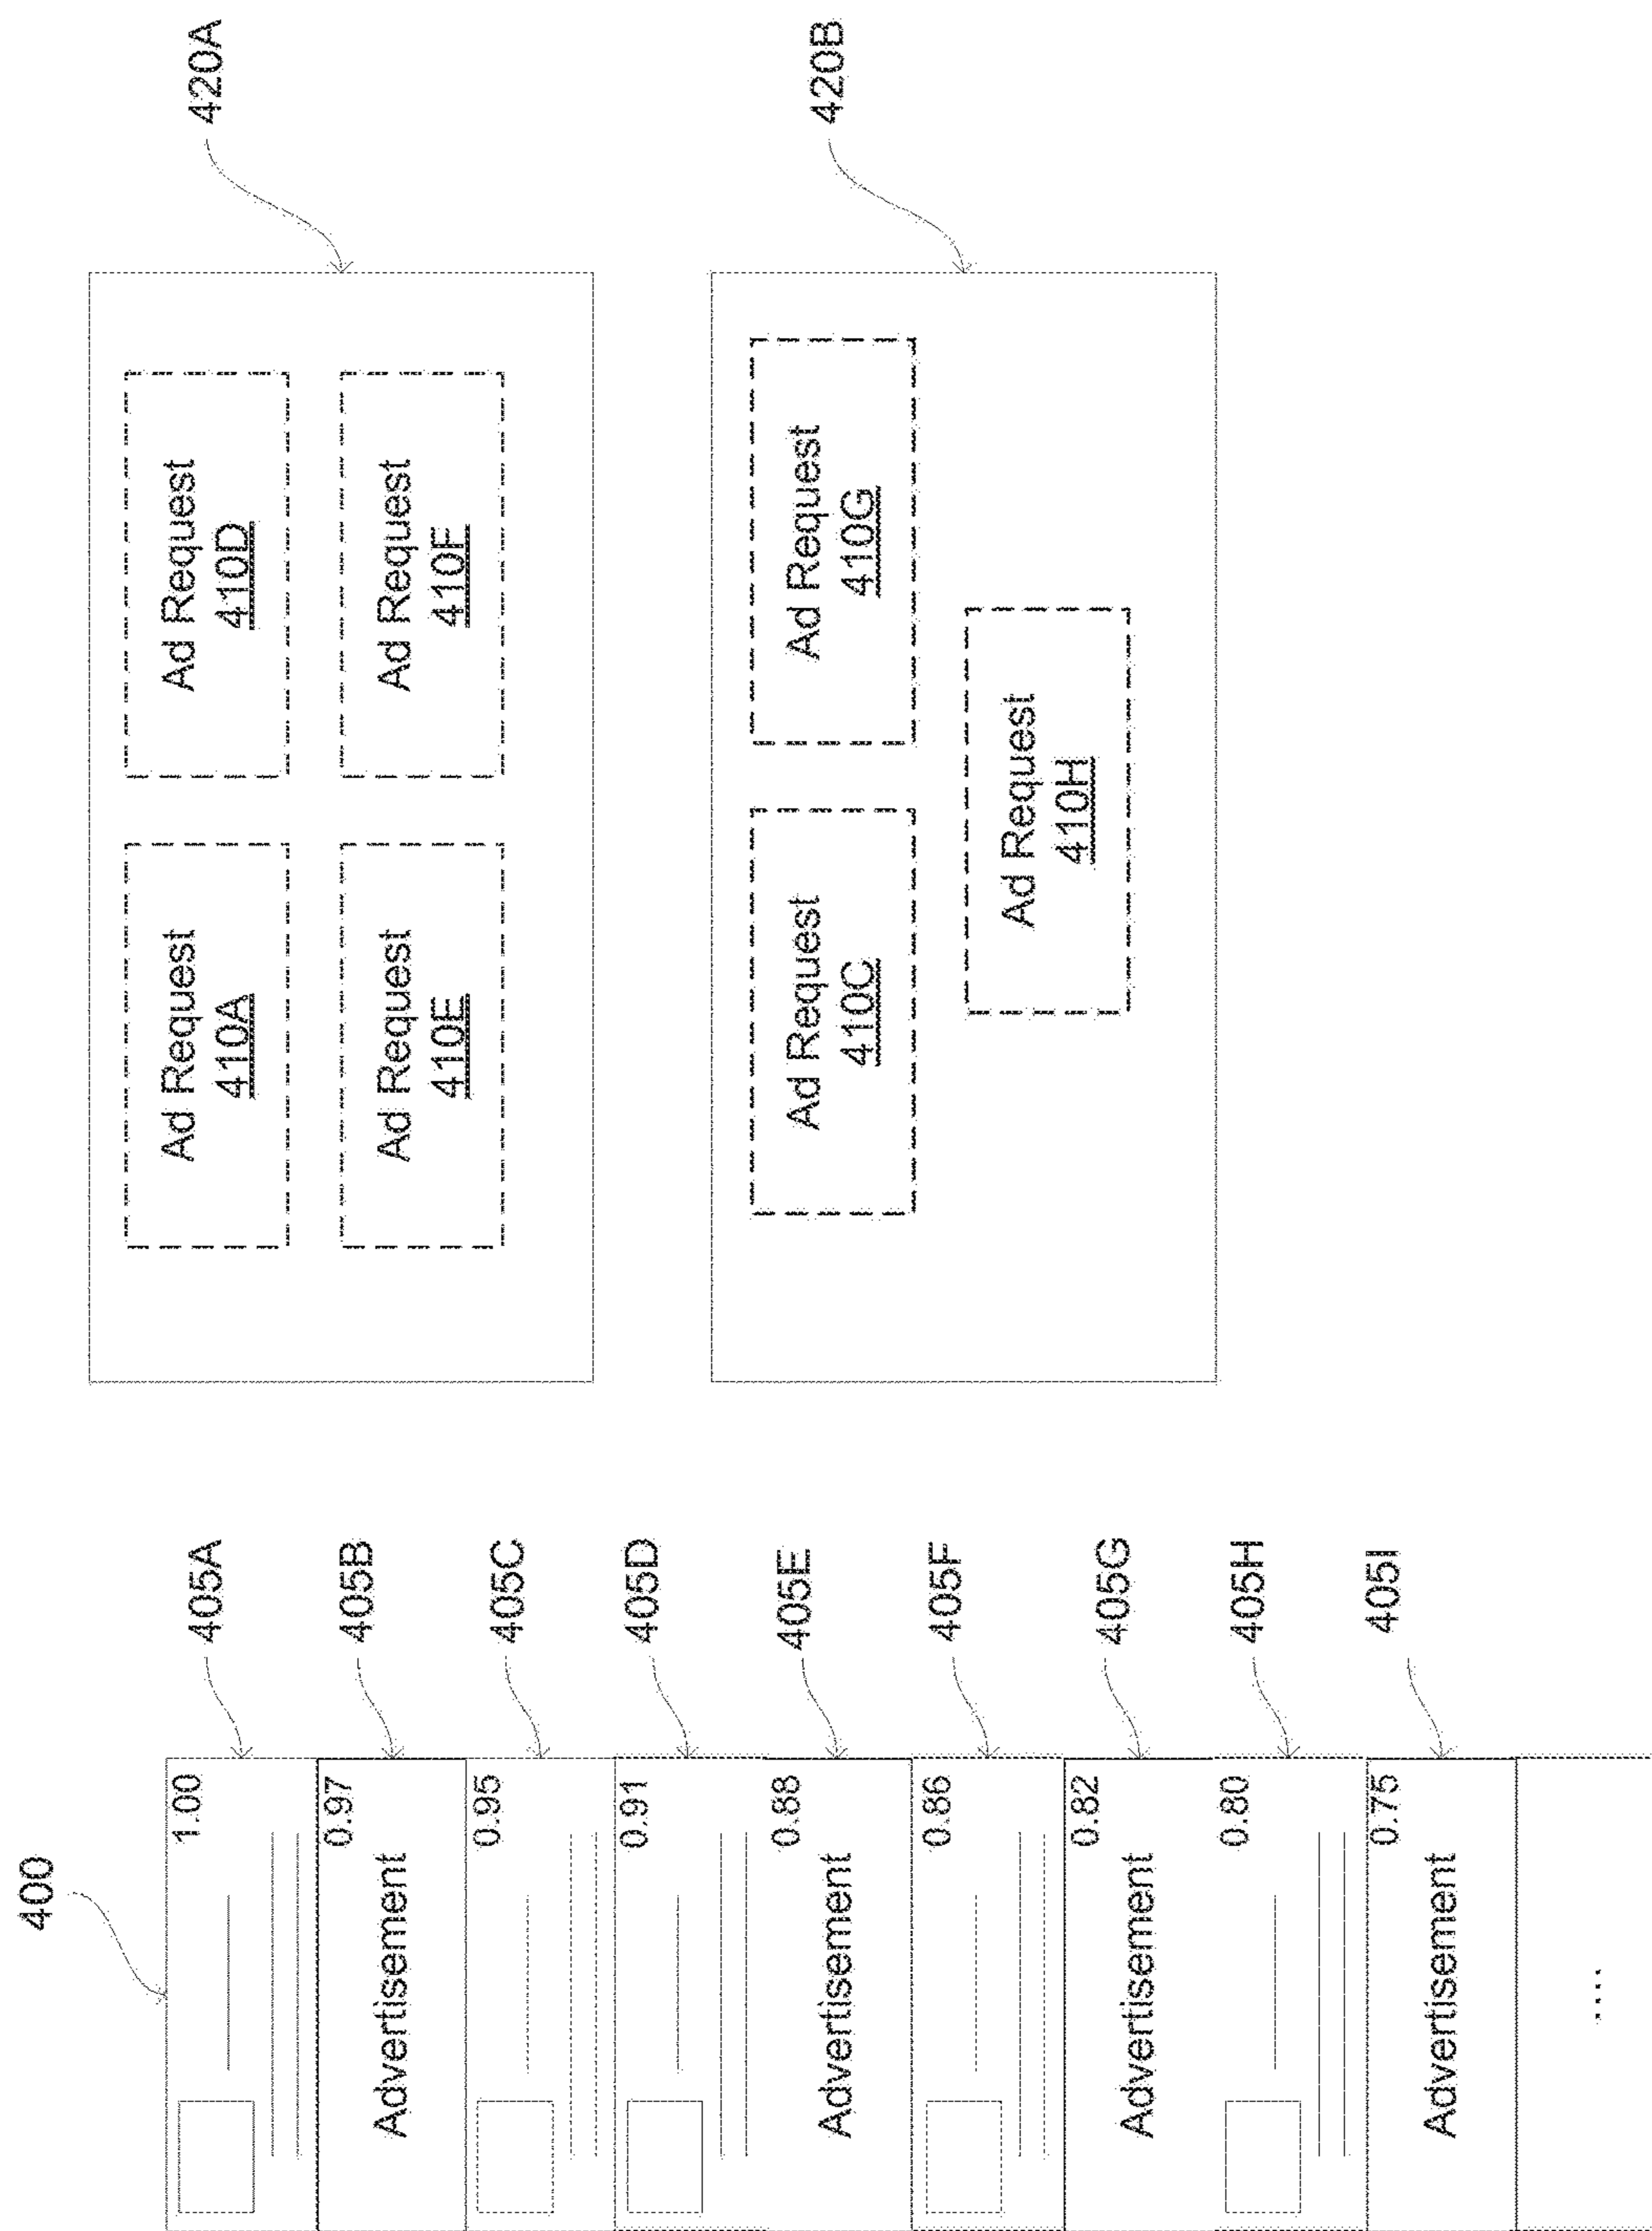 400
1.00
405A
0.97
Advertisement
405B
0.95
405C
0.91
405D
0.88
Advertisement
405E
0.86
405F
0.82
Advertisement
405G
0.80
405H
0.75
Advertisement
405I
....
420A
Ad Request
410A
Ad Request
410D
Ad Request
410E
Ad Request
410F
420B
Ad Request
410C
Ad Request
410G
Ad Request
410H